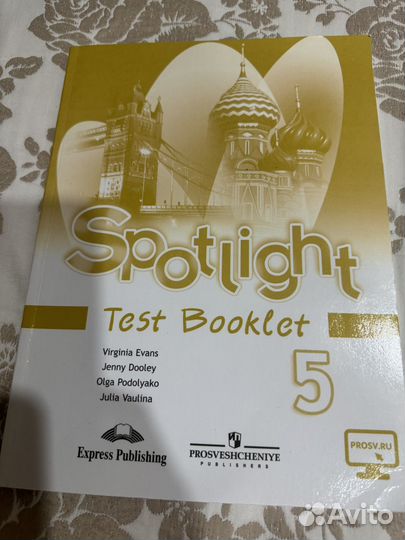 Spotlight
Test Booklet
Virginia Evans
Jenny Dooley
Olga Podolyako
Julia Vaulina
5
PROSV.RU
Express Publishing
PROSVESHCHENIYE
PUBLISHERS
Avito